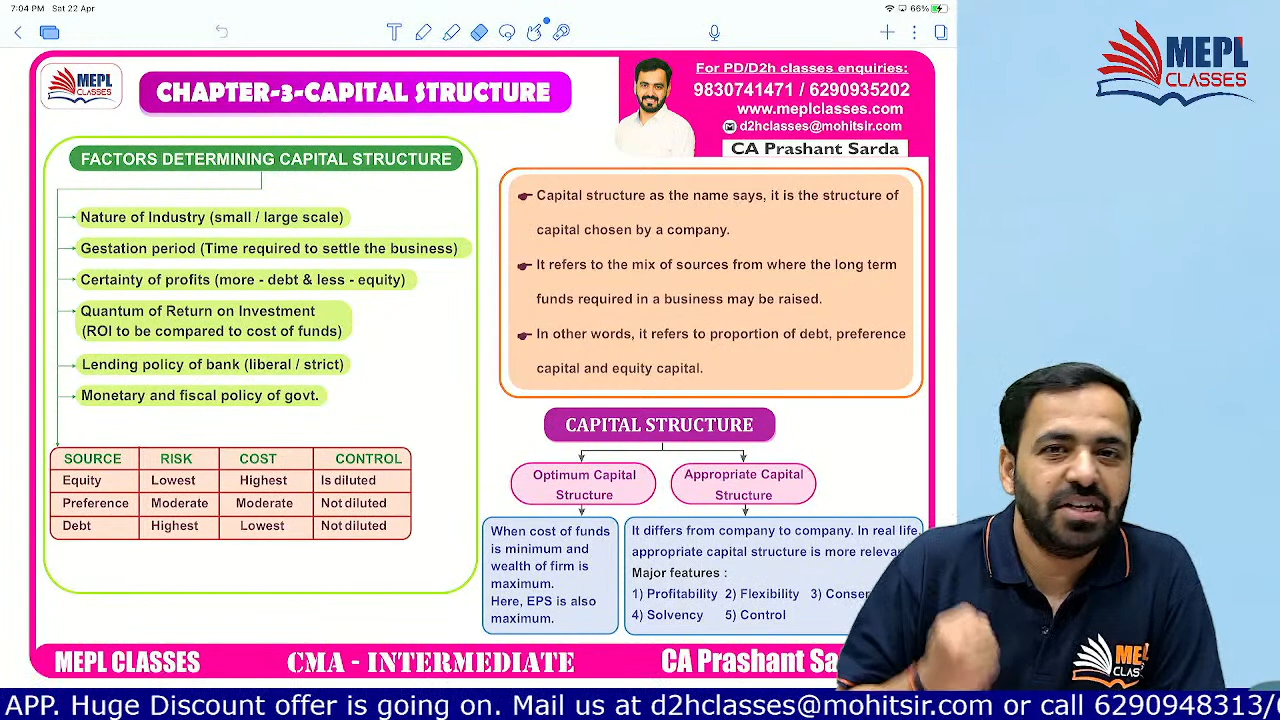 7:04 PM Sat 22 Apr
66%
MEPL
CLASSES
CHAPTER-3-CAPITAL STRUCTURE
For PD/D2h classes enquiries:
9830741471 / 6290935202
www.meplclasses.com
d2hclasses@mohitsir.com
CA Prashant Sarda
MEPL
CLASSES
FACTORS DETERMINING CAPITAL STRUCTURE
Nature of Industry (small / large scale)
Gestation period (Time required to settle the business)
Certainty of profits (more - debt & less - equity)
Quantum of Return on Investment
(ROI to be compared to cost of funds)
Lending policy of bank (liberal / strict)
Monetary and fiscal policy of govt.
SOURCE RISK COST CONTROL
Equity Lowest Highest Is diluted
Preference Moderate Moderate Not diluted
Debt Highest Lowest Not diluted
Capital structure as the name says, it is the structure of
capital chosen by a company.
It refers to the mix of sources from where the long term
funds required in a business may be raised.
In other words, it refers to proportion of debt, preference
capital and equity capital.
CAPITAL STRUCTURE
Optimum Capital
Structure
Appropriate Capital
Structure
When cost of funds
is minimum and
wealth of firm is
maximum.
Here, EPS is also
maximum.
It differs from company to company. In real life,
appropriate capital structure is more
Major features :
1) Profitability 2) Flexibility 3)
4) Solvency 5) Control
MEPL CLASSES
CMA - INTERMEDIATE
CA Prashant
APP. Huge Discount offer is going on. Mail us at d2hclasses@mohitsir.com or call 6290948313/